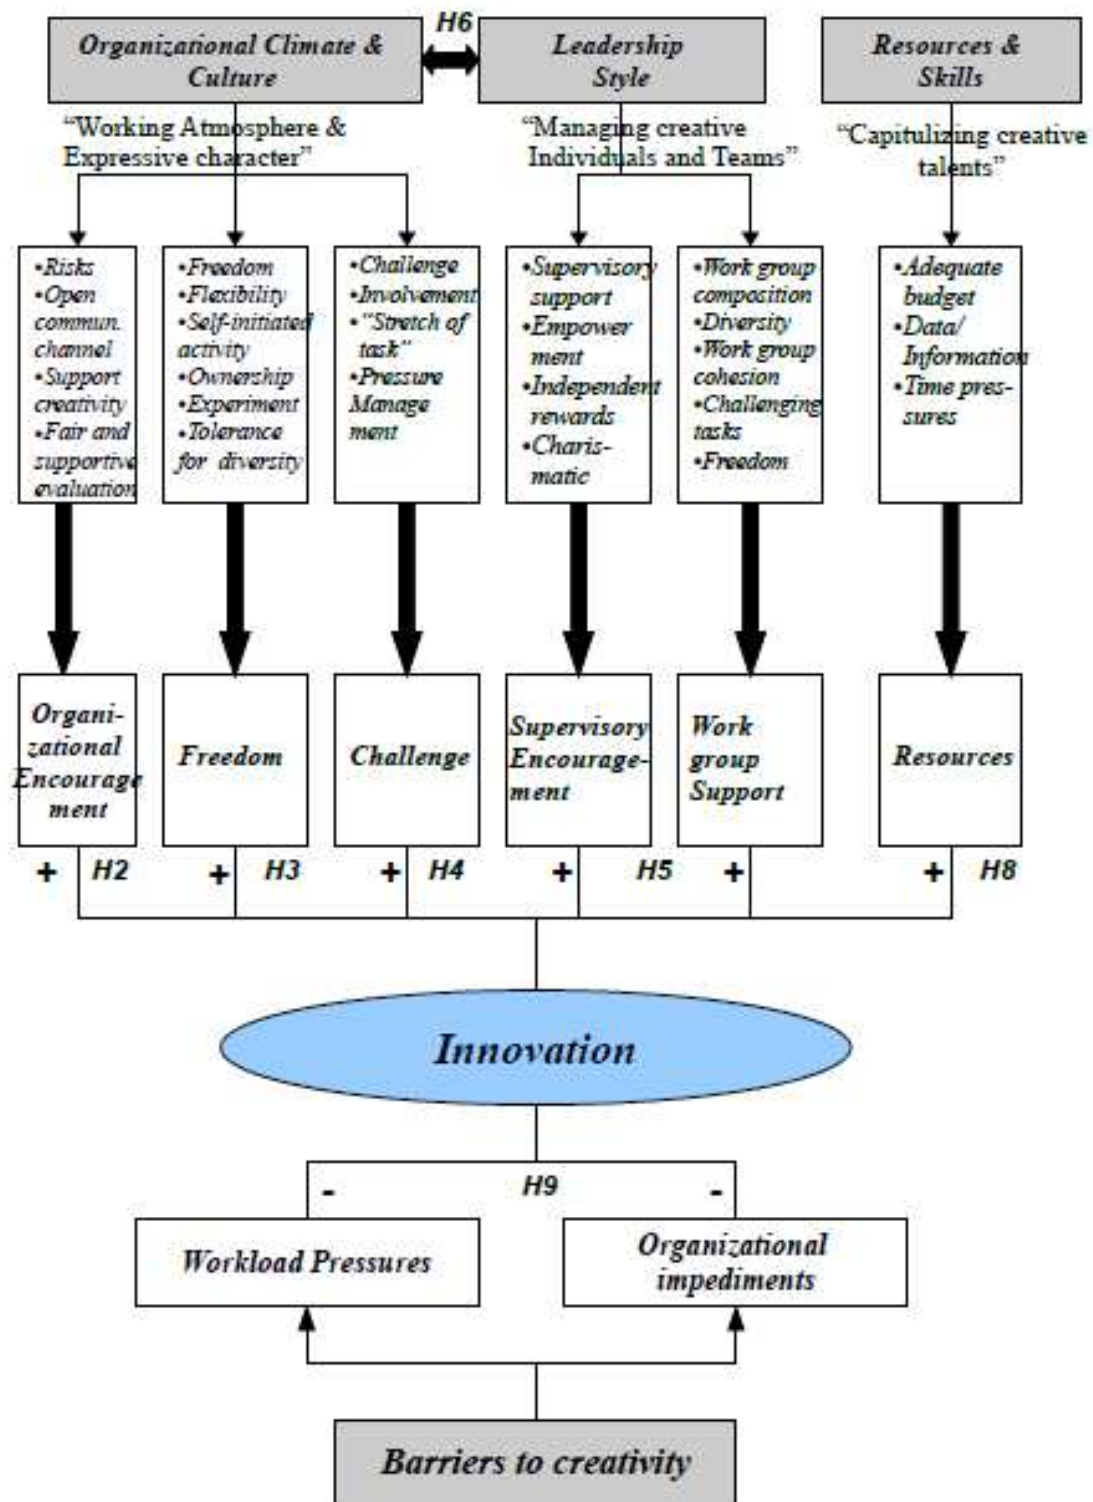 H6
Organizational Climate &
Culture
Leadership
Style
Resources &
Skills
“Working Atmosphere &
Expressive character”
“Managing creative
Individuals and Teams”
“Capitulizing creative
talents”
•Risks
•Open
commun.
channel
•Support
creativity
•Fair and
supportive
evaluation
•Freedom
•Flexibility
•Self-initiated
activity
•Ownership
•Experiment
•Tolerance
for diversity
•Challenge
•Involvement
•“Stretch of
task”
•Pressure
Manage
ment
•Supervisory
support
•Empower
ment
•Independent
rewards
•Charis-
matic
•Work group
composition
•Diversity
•Work group
cohesion
•Challenging
tasks
•Freedom
•Adequate
budget
•Data/
Information
•Time pres-
sures
Organi-
zational
Encourage
ment
Freedom
Challenge
Supervisory
Encourage-
ment
Work
group
Support
Resources
+ H2
+ H3
+ H4
+ H5
+
+ H8
Innovation
- H9 -
Workload Pressures
Organizational
impediments
Barriers to creativity